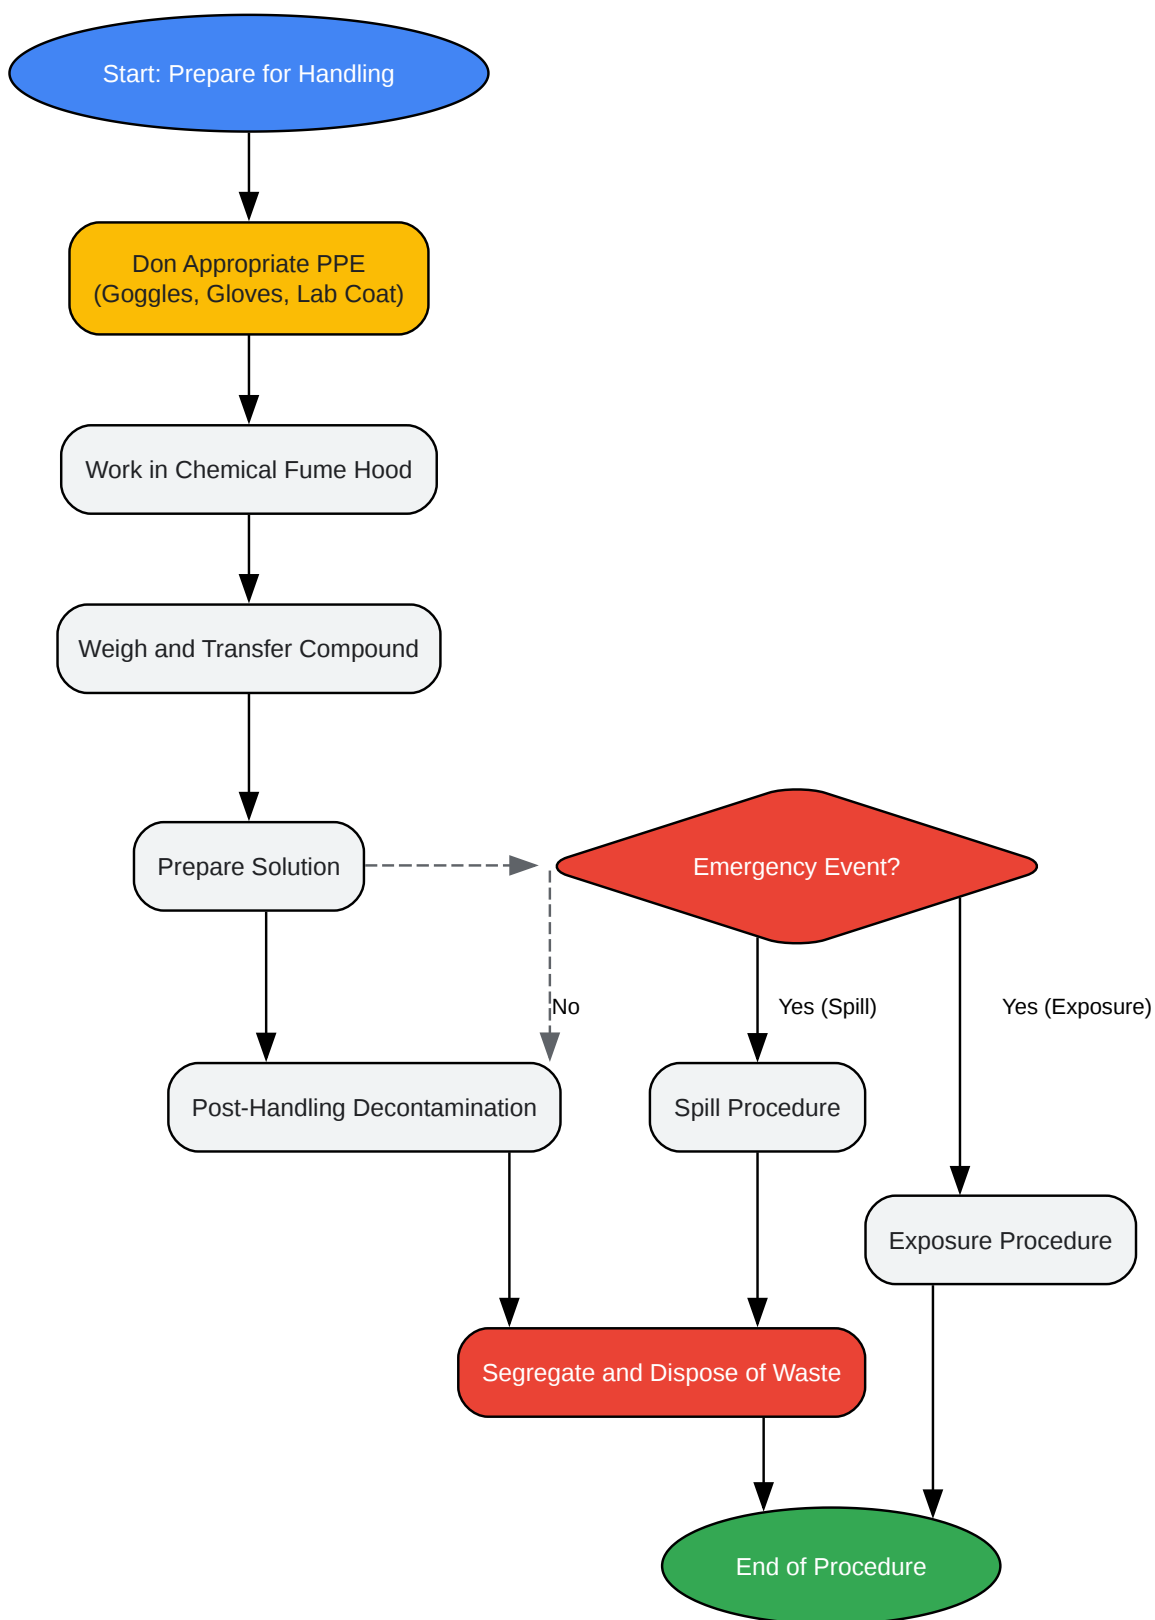 Start: Prepare for Handling
Don Appropriate PPE
(Goggles, Gloves, Lab Coat)
Work in Chemical Fume Hood
Weigh and Transfer Compound
Prepare Solution
Emergency Event?
No
Yes (Spill)
Yes (Exposure)
Post-Handling Decontamination
Spill Procedure
Exposure Procedure
Segregate and Dispose of Waste
End of Procedure